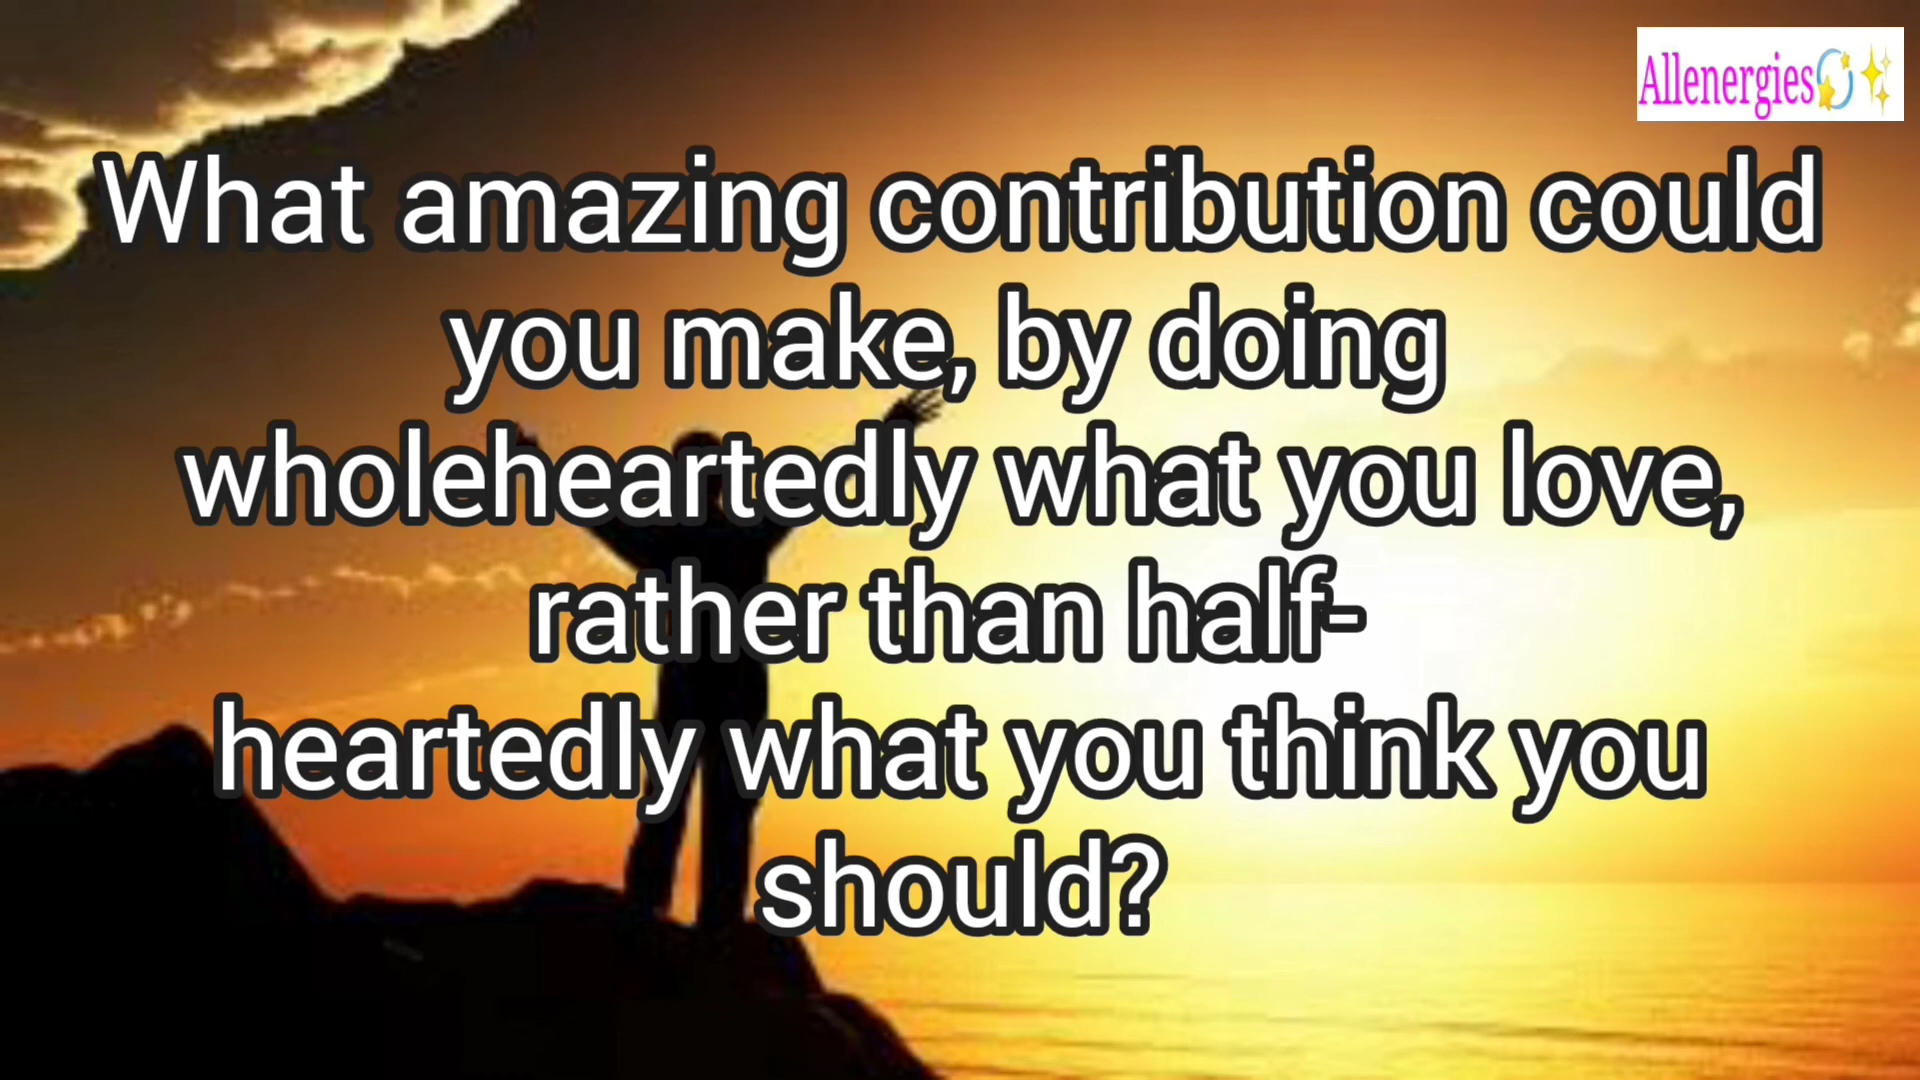 Allenergies💫✨
What amazing contribution could
you make, by doing
wholeheartedly what you love,
rather than half-
heartedly what you think you
should?